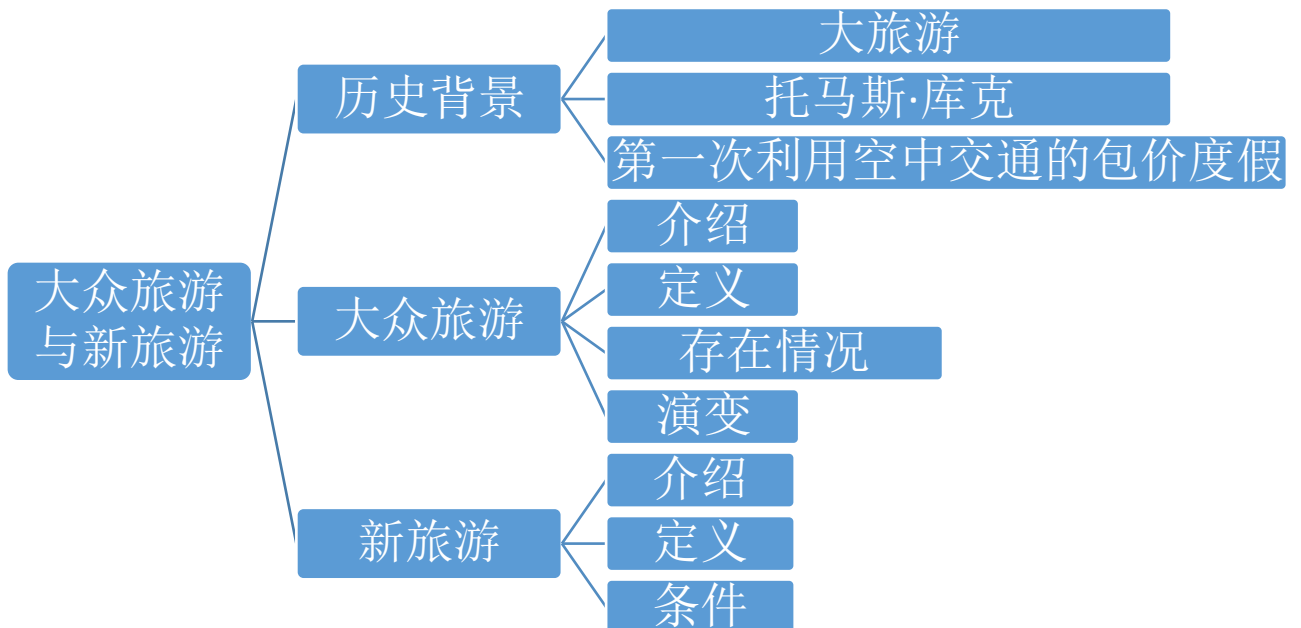 大众旅游
与新旅游
历史背景
大旅游
托马斯·库克
第一次利用空中交通的包价度假
大众旅游
介绍
定义
存在情况
演变
新旅游
介绍
定义
条件